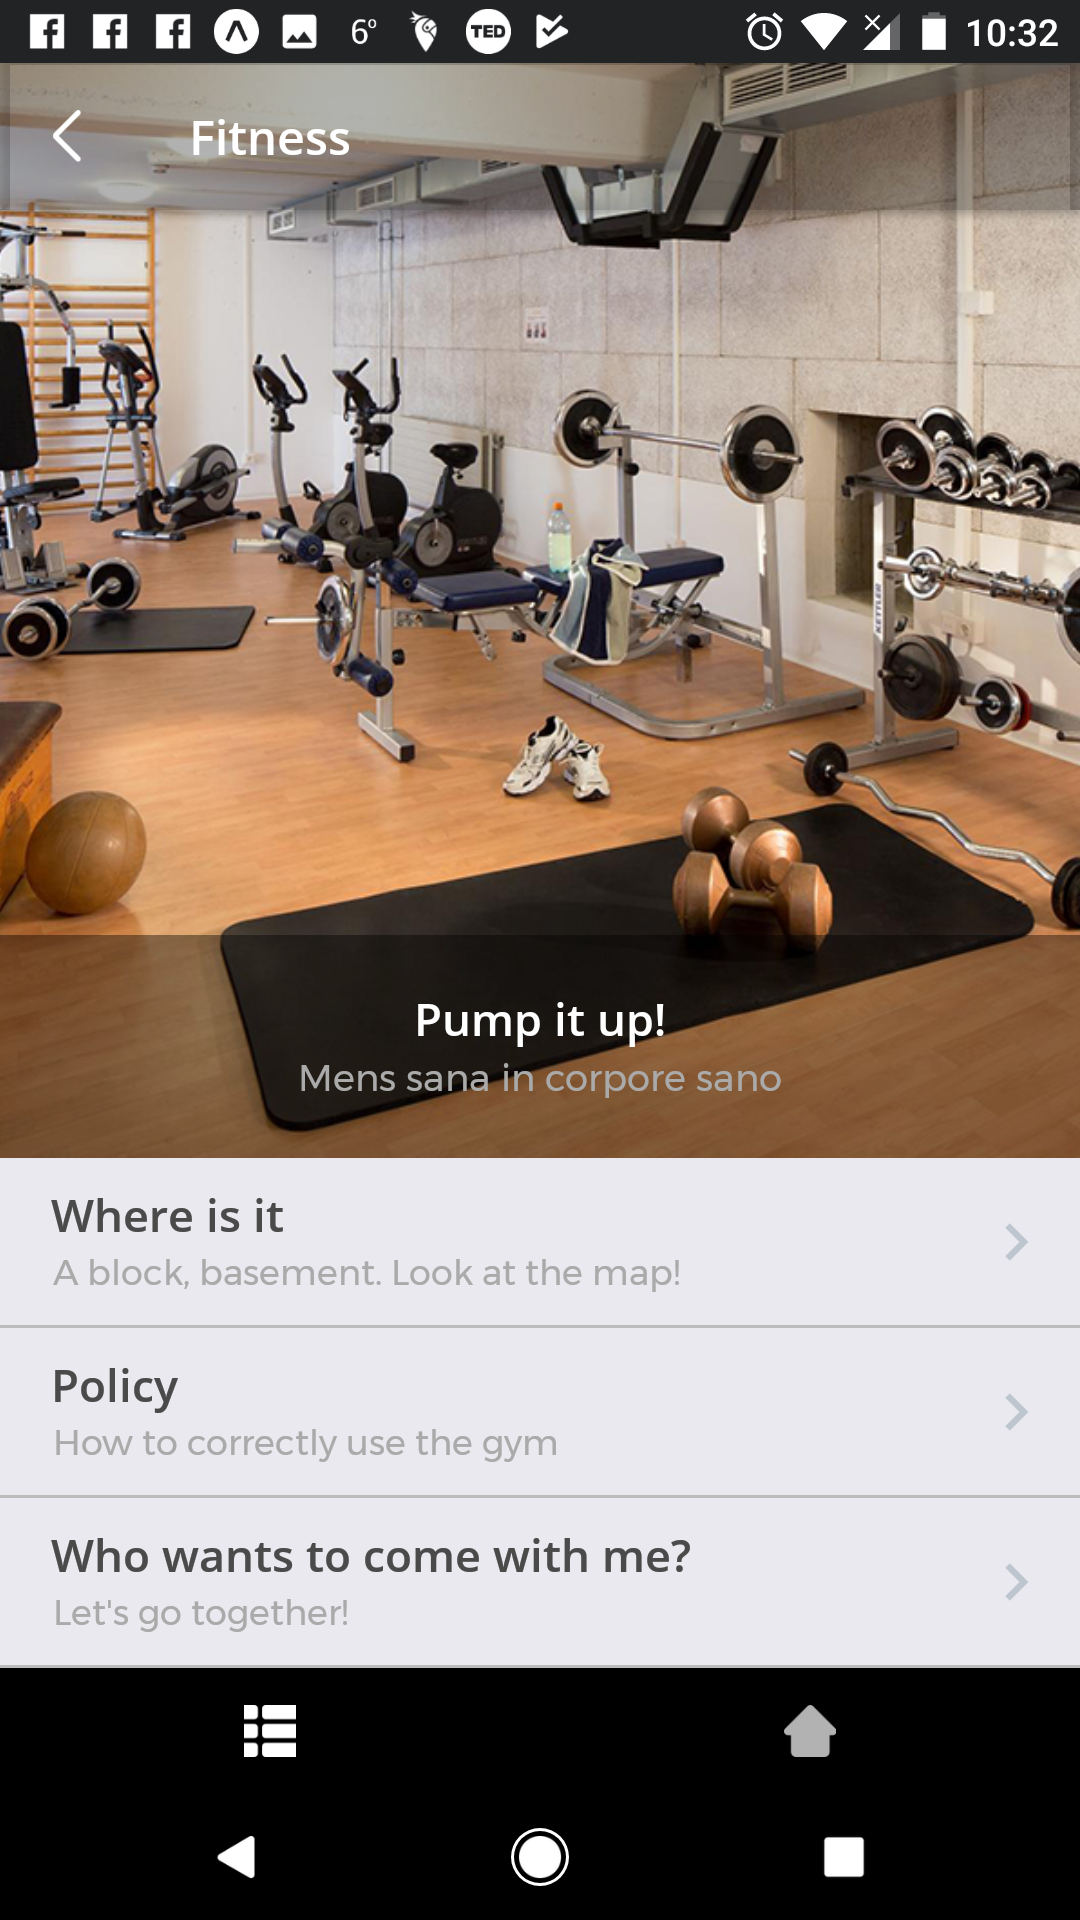 6° TED 10:32
Fitness
KETTLER
Pump it up!
Mens sana in corpore sano
Where is it
A block, basement. Look at the map!
Policy
How to correctly use the gym
Who wants to come with me?
Let's go together!